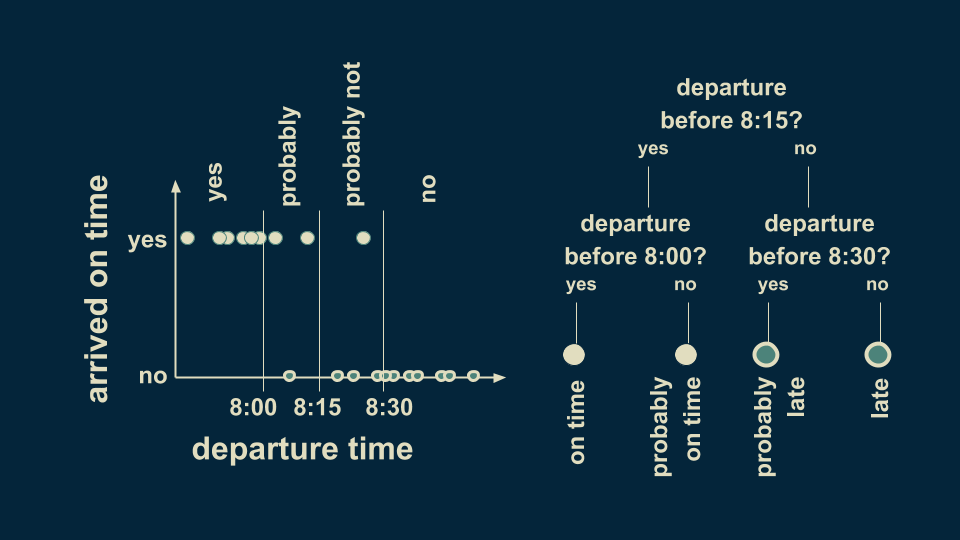 yes
probably
probably not
no
arrived on time
yes
no
8:00 8:15 8:30
departure time
departure
before 8:15?
yes no
departure
before 8:00?
yes no
departure
before 8:30?
yes no
on time
probably
on time
probably
late
late